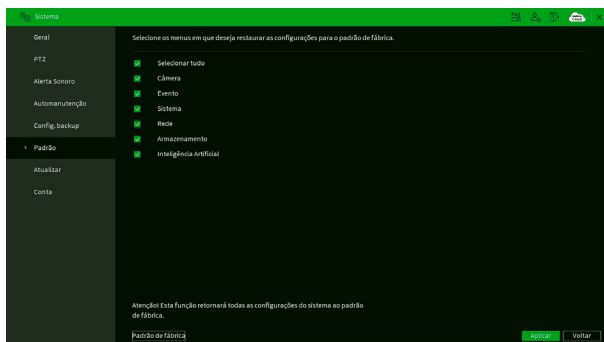 Sistema
Geral
Selecione os menus em que deseja restaurar as configurações para o padrão de fábrica.
PTZ
Selecionar tudo
Alerta Sonoro
Câmera
Automanutenção
Evento
Sistema
Config. backup
Rede
> Padrão
Armazenamento
Inteligência Artificial
Atualizar
Conta
Atenção! Esta função retornará todas as configurações do sistema ao padrão
de fábrica.
Padrão de fábrica
Aplicar
Voltar